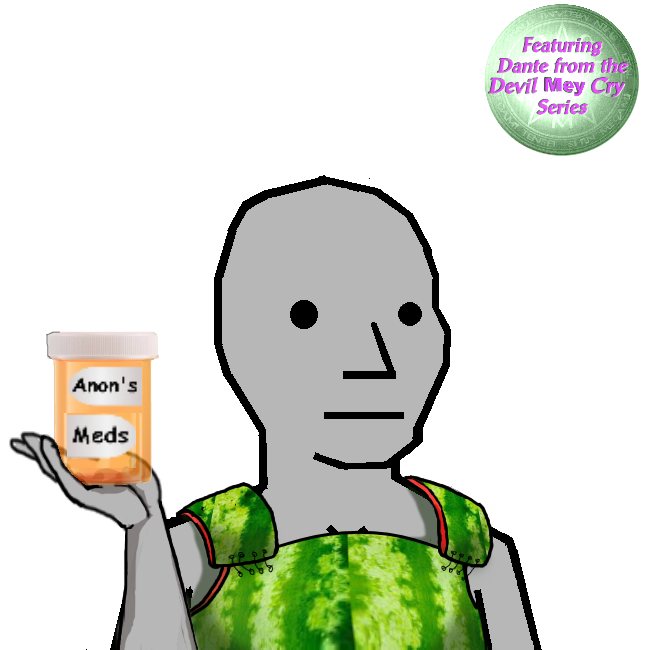 Featuring
Dante from the
Devil Mey Cry
Series
Anon's
Meds